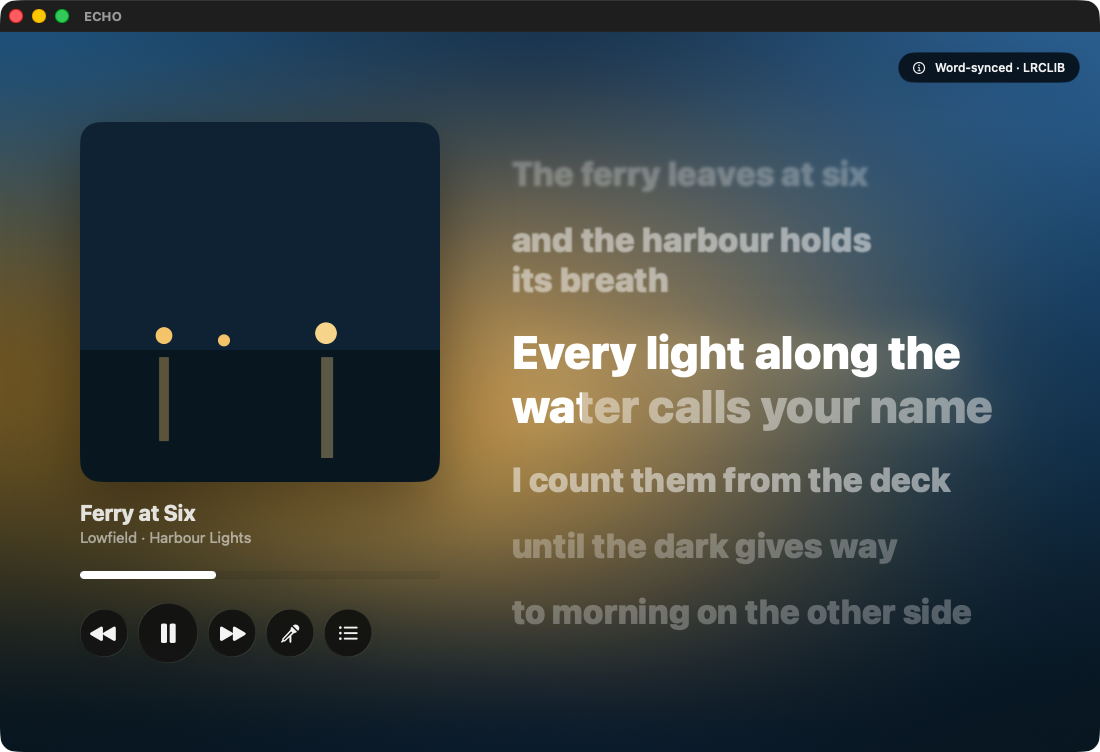 ECHO
Word-synced · LRCLIB
The ferry leaves at six
and the harbour holds
its breath
Every light along the
water calls your name
I count them from the deck
until the dark gives way
to morning on the other side
Ferry at Six
Lowfield · Harbour Lights